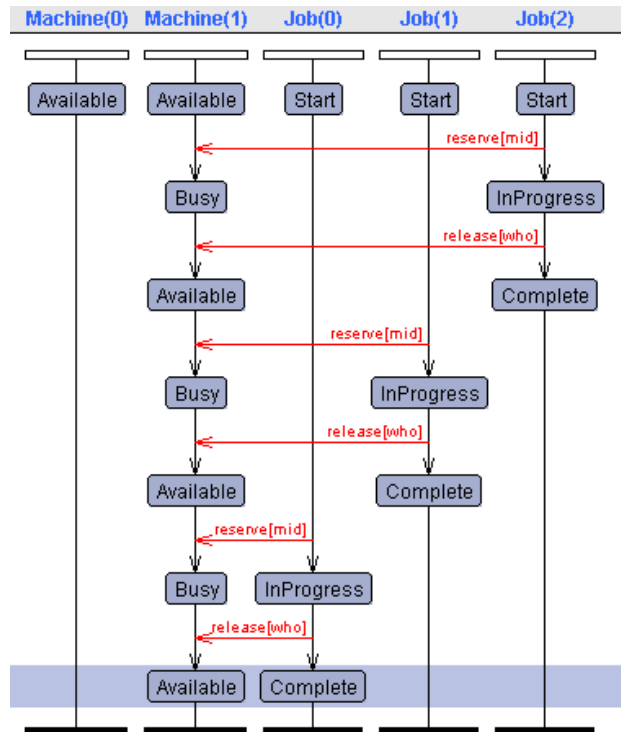 Machine(0) Machine(1) Job(0) Job(1) Job(2)
Available Available Start Start Start
reserve[mid]
Busy InProgress
release[who]
Available Complete
reserve[mid]
Busy InProgress
release[who]
Available Complete
reserve[mid]
Busy InProgress
release[who]
Available Complete